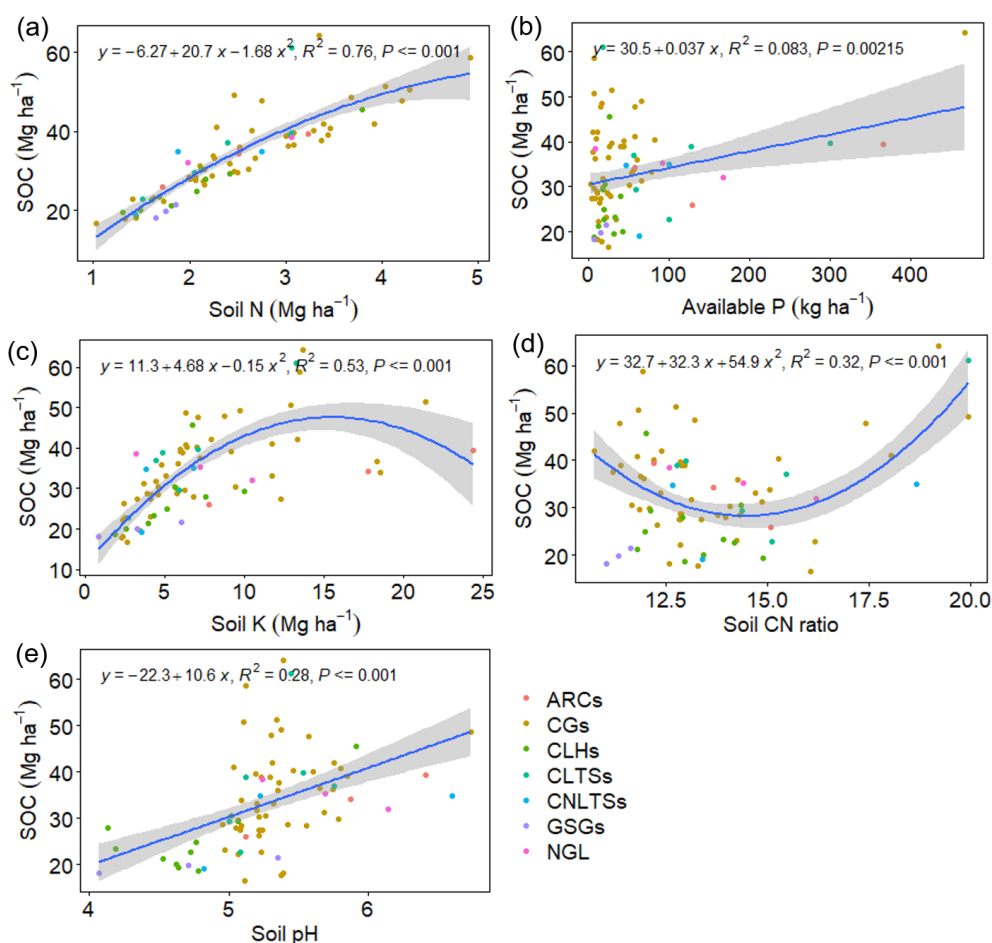 (a)
y = −6.27 + 20.7 x − 1.68 x², R² = 0.76, P <= 0.001
SOC (Mg ha⁻¹)
60
40
20
1 2 3 4 5
Soil N (Mg ha⁻¹)
(b)
y = 30.5 + 0.037 x, R² = 0.083, P = 0.00215
SOC (Mg ha⁻¹)
60
50
40
30
20
0 100 200 300 400
Available P (kg ha⁻¹)
(c)
y = 11.3 + 4.68 x − 0.15 x², R² = 0.53, P <= 0.001
SOC (Mg ha⁻¹)
60
50
40
30
20
10
0 5 10 15 20 25
Soil K (Mg ha⁻¹)
(d)
y = 32.7 + 32.3 x + 54.9 x², R² = 0.32, P <= 0.001
SOC (Mg ha⁻¹)
60
50
40
30
20
12.5 15.0 17.5 20.0
Soil CN ratio
(e)
y = −22.3 + 10.6 x, R² = 0.28, P <= 0.001
SOC (Mg ha⁻¹)
60
50
40
30
20
4 5 6
Soil pH
ARCs
CGs
CLHs
CLTSs
CNLTSs
GSGs
NGL